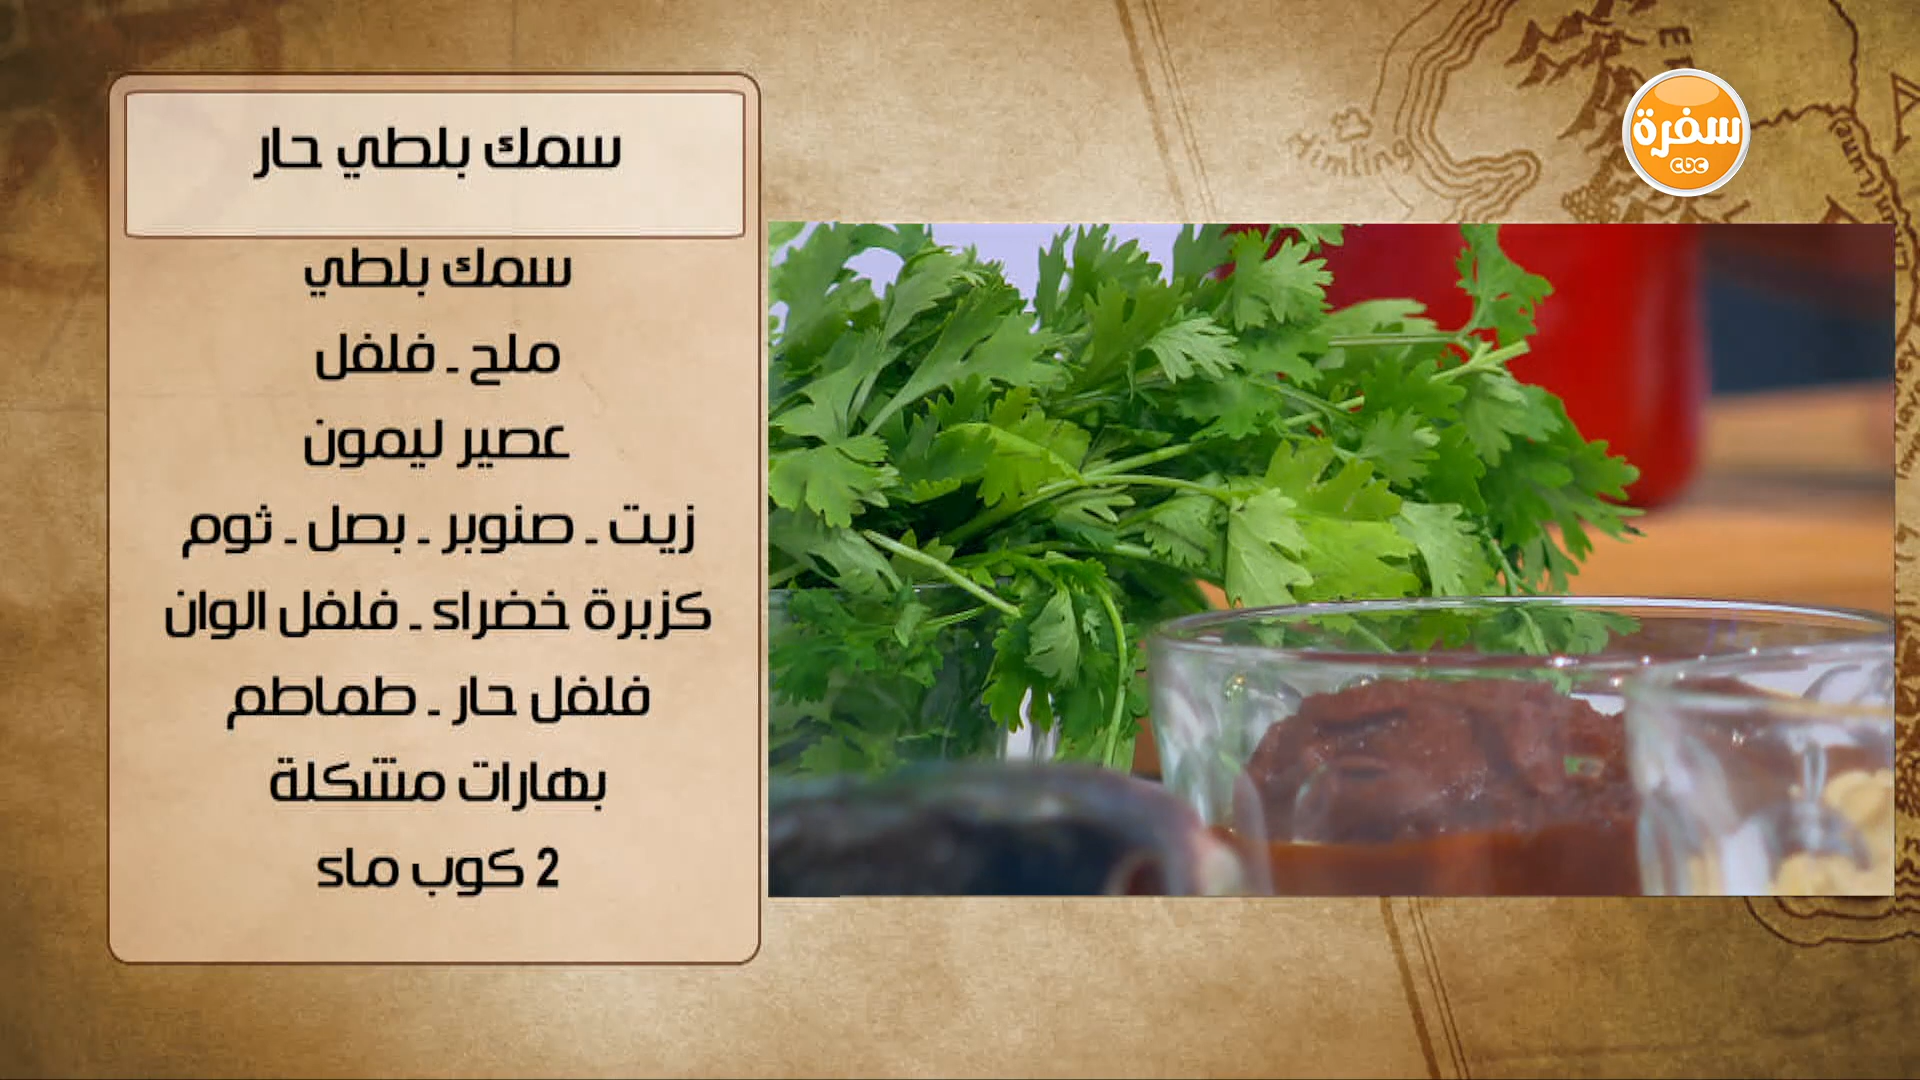 سمك بلطي حار
سمك بلطي
ملح - فلفل
عصير ليمون
زيت - صنوبر - بصل - ثوم
كزبرة خضراء - فلفل الوان
فلفل حار - طماطم
بهارات مشكلة
2 كوب ماء
سفرة
cbc